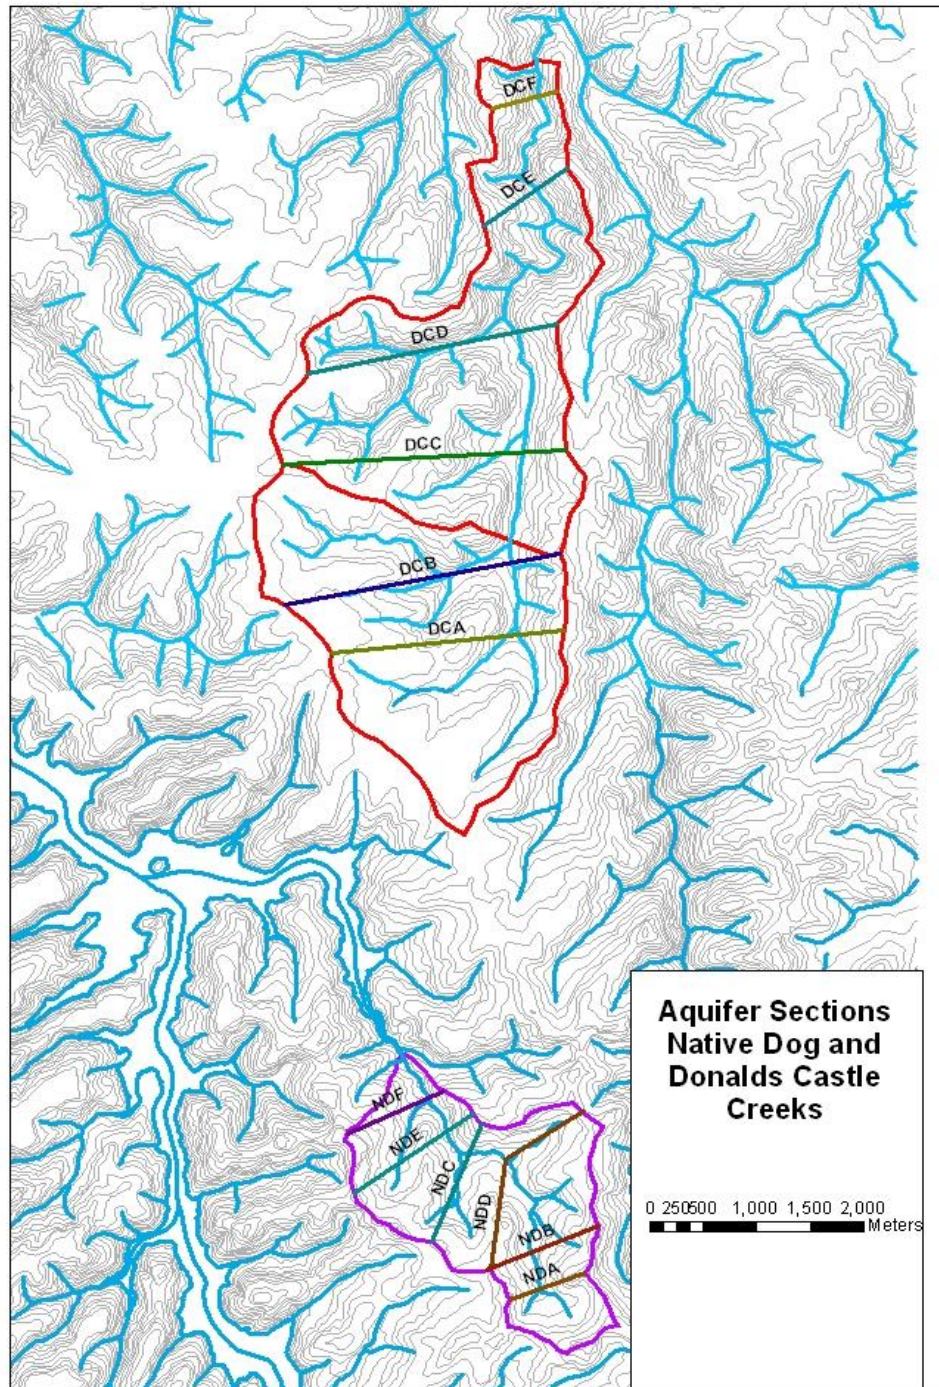 DCF
DCE
DCD
DCC
DCB
DCA
Aquifer Sections
Native Dog and
Donalds Castle
Creeks
NDF
NDE
NDC
NDD
NDB
NDA
0 250500 1,000 1,500 2,000
Meters